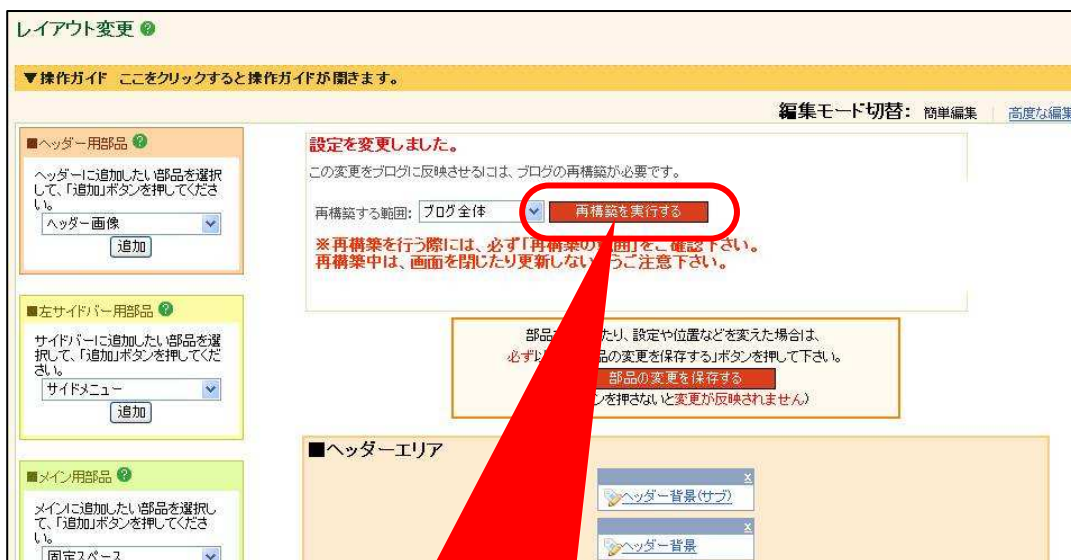 レイアウト変更
▼操作ガイド ここをクリックすると操作ガイドが開きます。
編集モード切替: 簡単編集 | 高度な編集
■ヘッダー用部品
ヘッダーに追加したい部品を選択
して、「追加」ボタンを押してくださ
い。
ヘッダー画像
追加
設定を変更しました。
この変更をブログに反映させるには、ブログの再構築が必要です。
再構築する範囲: ブログ全体 再構築を実行する
※再構築を行う際には、必ず「再構築の範囲」をご確認下さい。
再構築中は、画面を閉じたり更新しない うご注意下さい。
■左サイドバー用部品
サイドバーに追加したい部品を選
択して、「追加」ボタンを押してくだ
さい。
サイドメニュー
追加
部品 たり、設定や位置などを変えた場合は、
必ず 品の変更を保存する」ボタンを押して下さい。
部品の変更を保存する
ンを押さないと変更が反映されません)
■メイン用部品
メインに追加したい部品を選択し
て、「追加」ボタンを押してくださ
い。
固定スペース
■ヘッダーエリア
x
ヘッダー背景(サブ)
x
ヘッダー背景